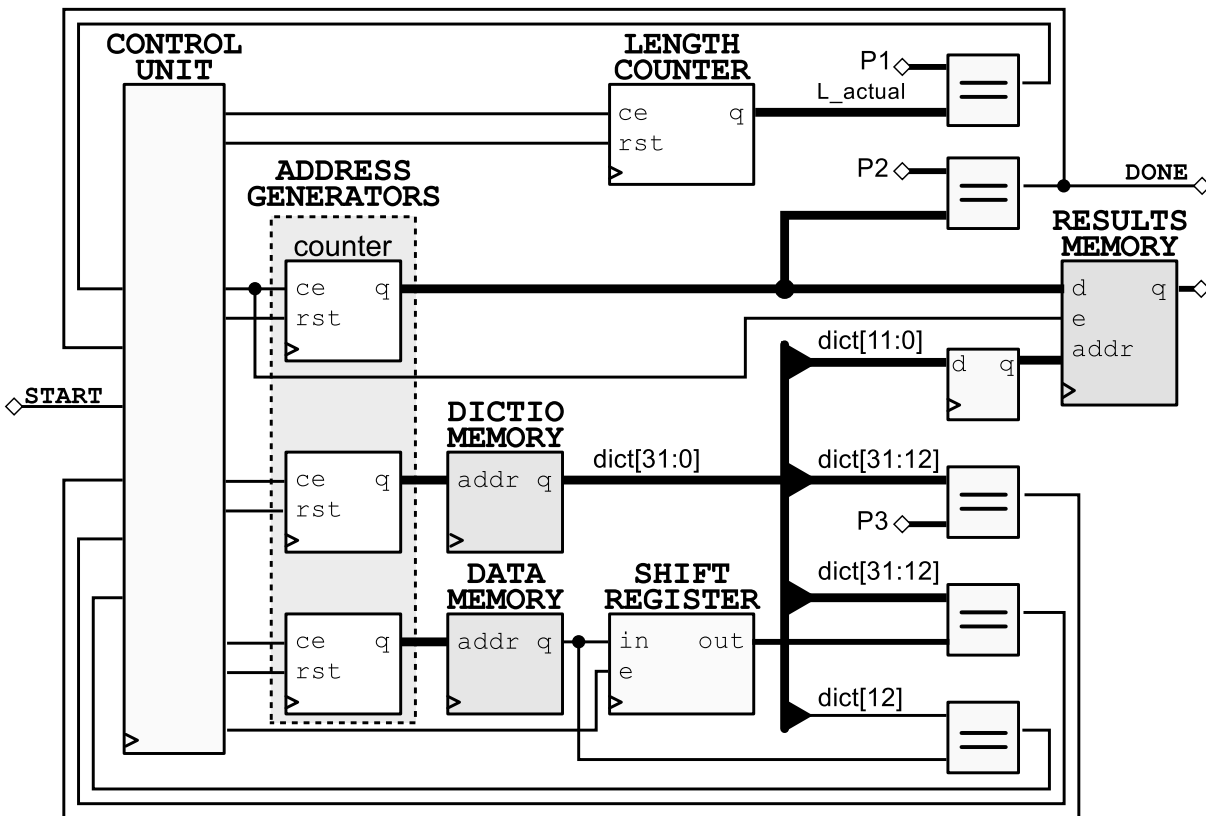 CONTROL
UNIT
LENGTH
COUNTER
ce q
rst
P1
L_actual
=
P2
=
DONE
ADDRESS
GENERATORS
counter
ce q
rst
RESULTS
MEMORY
d q
e
addr
START
dict[11:0]
d q
DICTIO
MEMORY
ce q
rst
addr q
dict[31:0]
dict[31:12]
=
P3
DATA
MEMORY
SHIFT
REGISTER
dict[31:12]
=
ce q
rst
addr q
in out
e
dict[12]
=